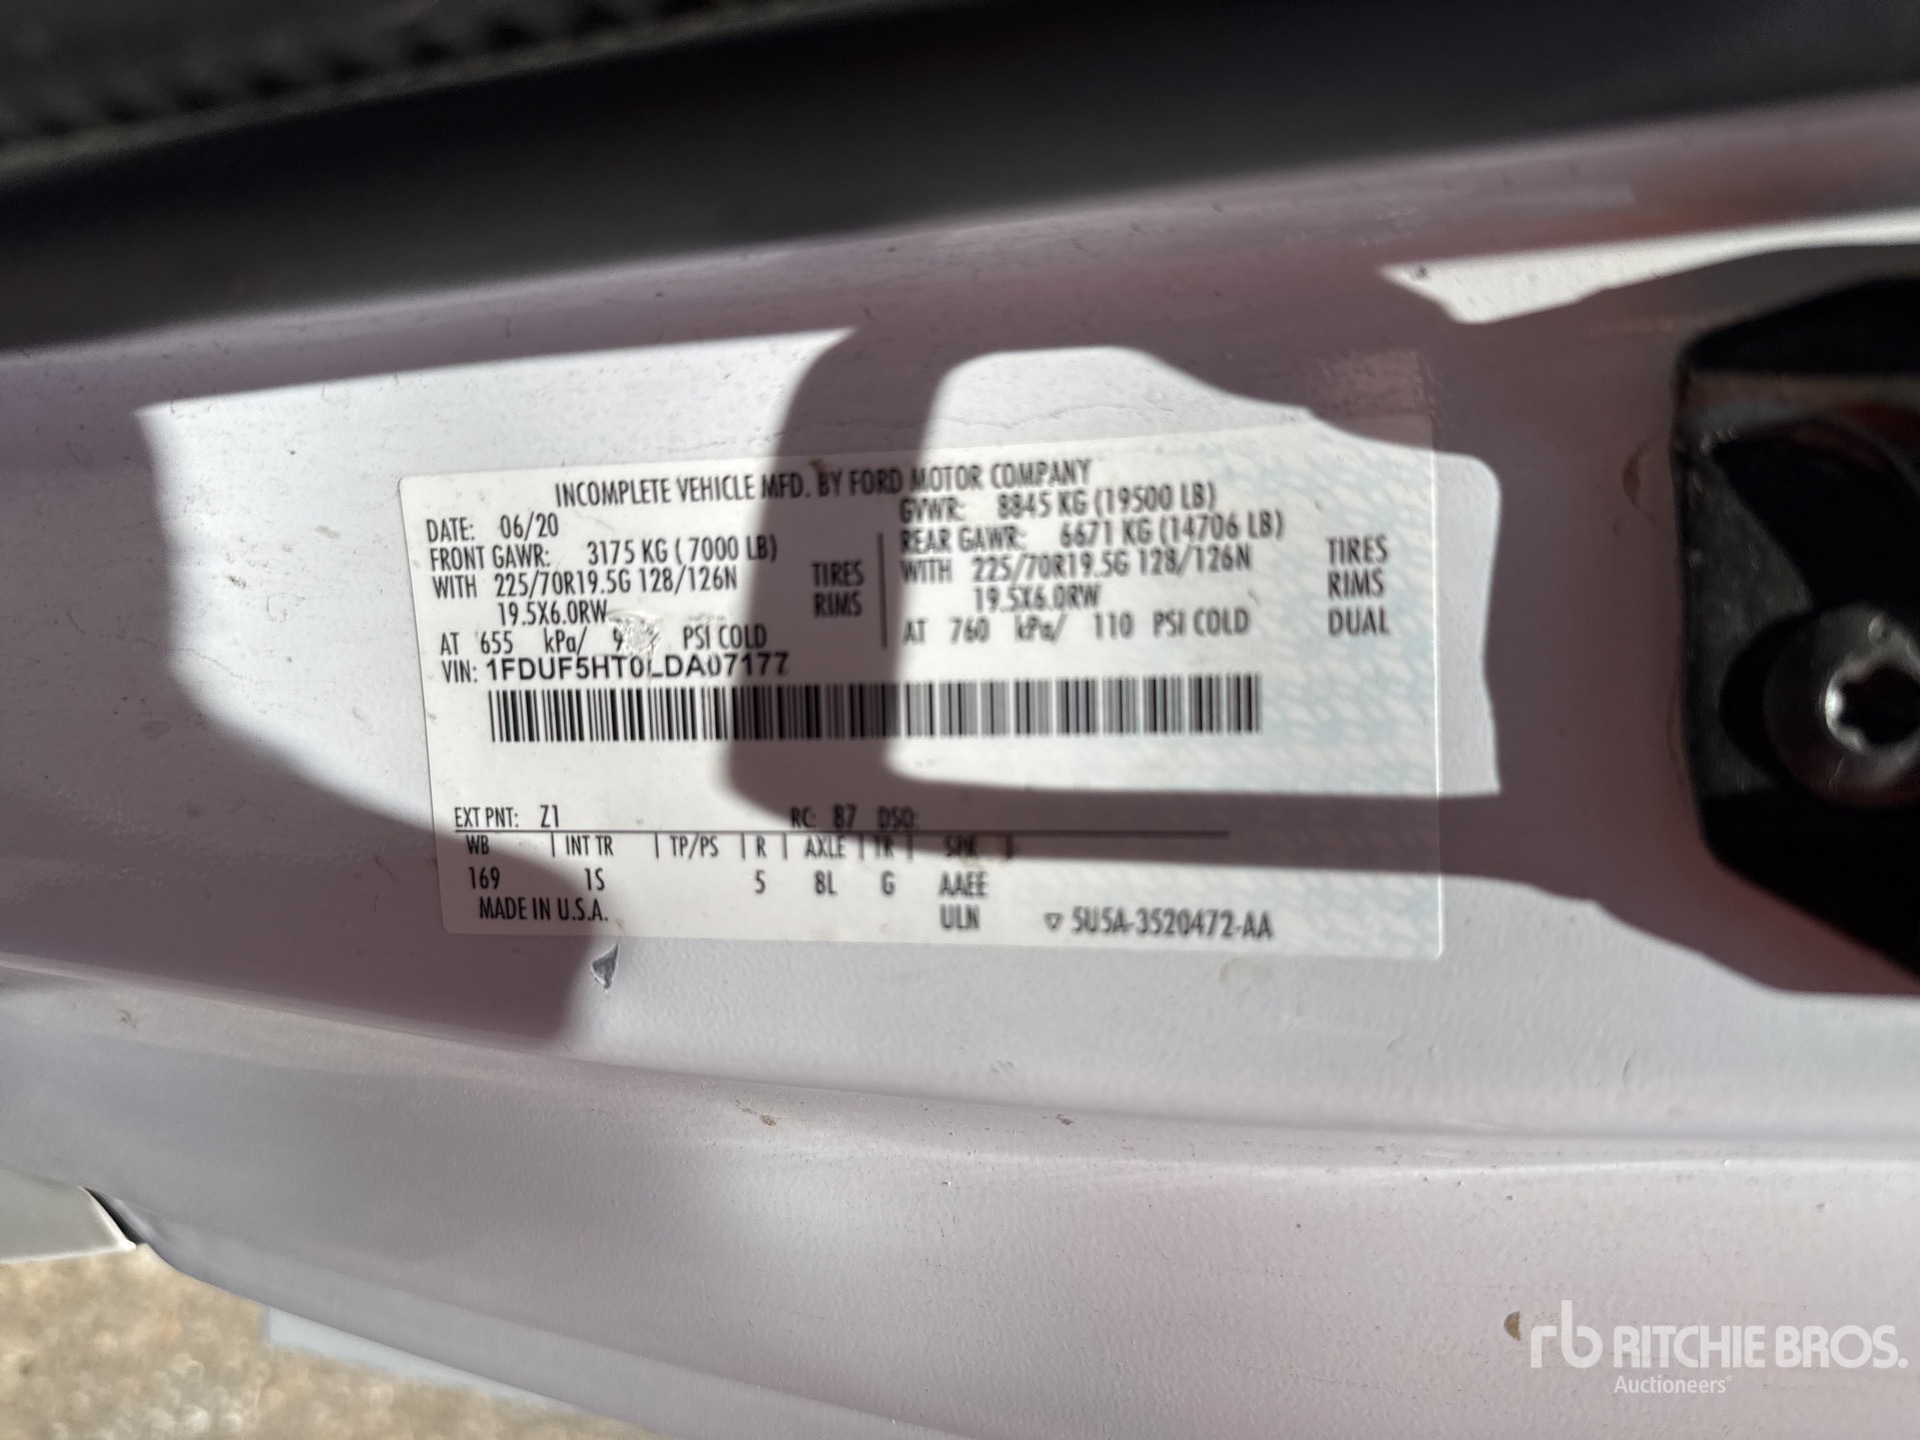 INCOMPLETE VEHICLE MFD. BY FORD MOTOR COMPANY
DATE: 06/20 GVWR: 8845 KG (19500 LB)
FRONT GAWR: 3175 KG (7000 LB) REAR GAWR: 6671 KG (14706 LB)
WITH 225/70R19.5G 128/126N TIRES WITH 225/70R19.5G 128/126N TIRES
19.5X6.0RW RIMS 19.5X6.0RW RIMS
AT 655 kPa/ PSI COLD AT 760 kPa/ 110 PSI COLD DUAL
VIN: 1FDUF5HT0LDA07177
EXT PNT: Z1 RC: 87 DSO:
WB | INT TR | TP/PS | R | AXLE | TR | SPR |
169 1S 5 8L G AAEE
MADE IN U.S.A. ULN ▽ 5U5A-3520472-AA
rb RITCHIE BROS.
Auctioneers